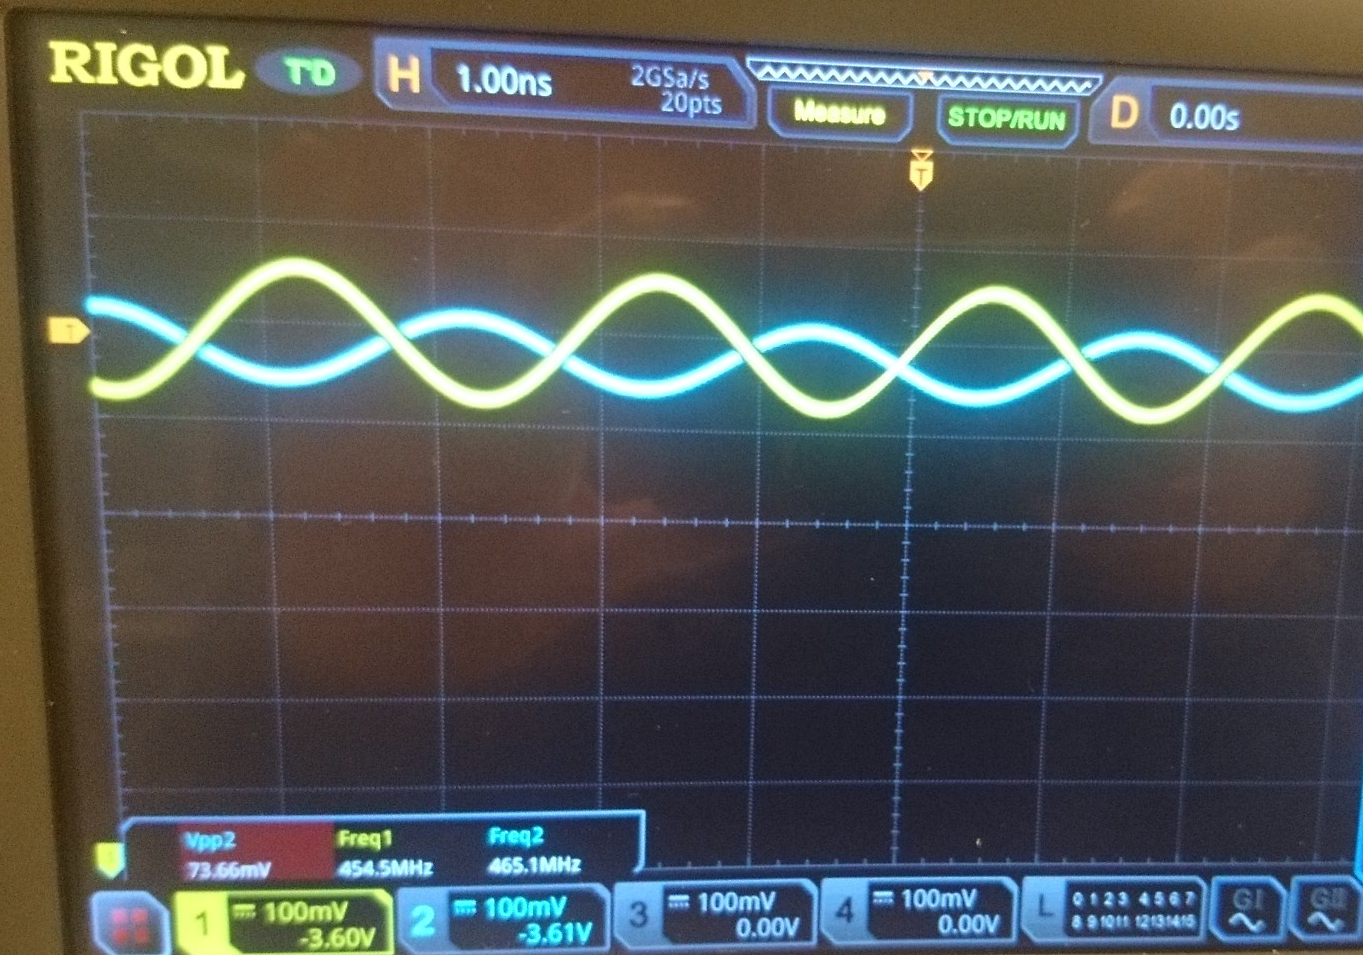 RIGOL T'D H 1.00ns 2GSa/s 20pts Measure STOP/RUN D 0.00s
T
T
Vpp2 Freq1 Freq2
73.66mV 454.5MHz 465.1MHz
1 100mV -3.60V
2 100mV -3.61V
3 100mV 0.00V
4 100mV 0.00V
L 0 1 2 3 4 5 6 7
8 9 10 11 12 13 14 15
GI GII